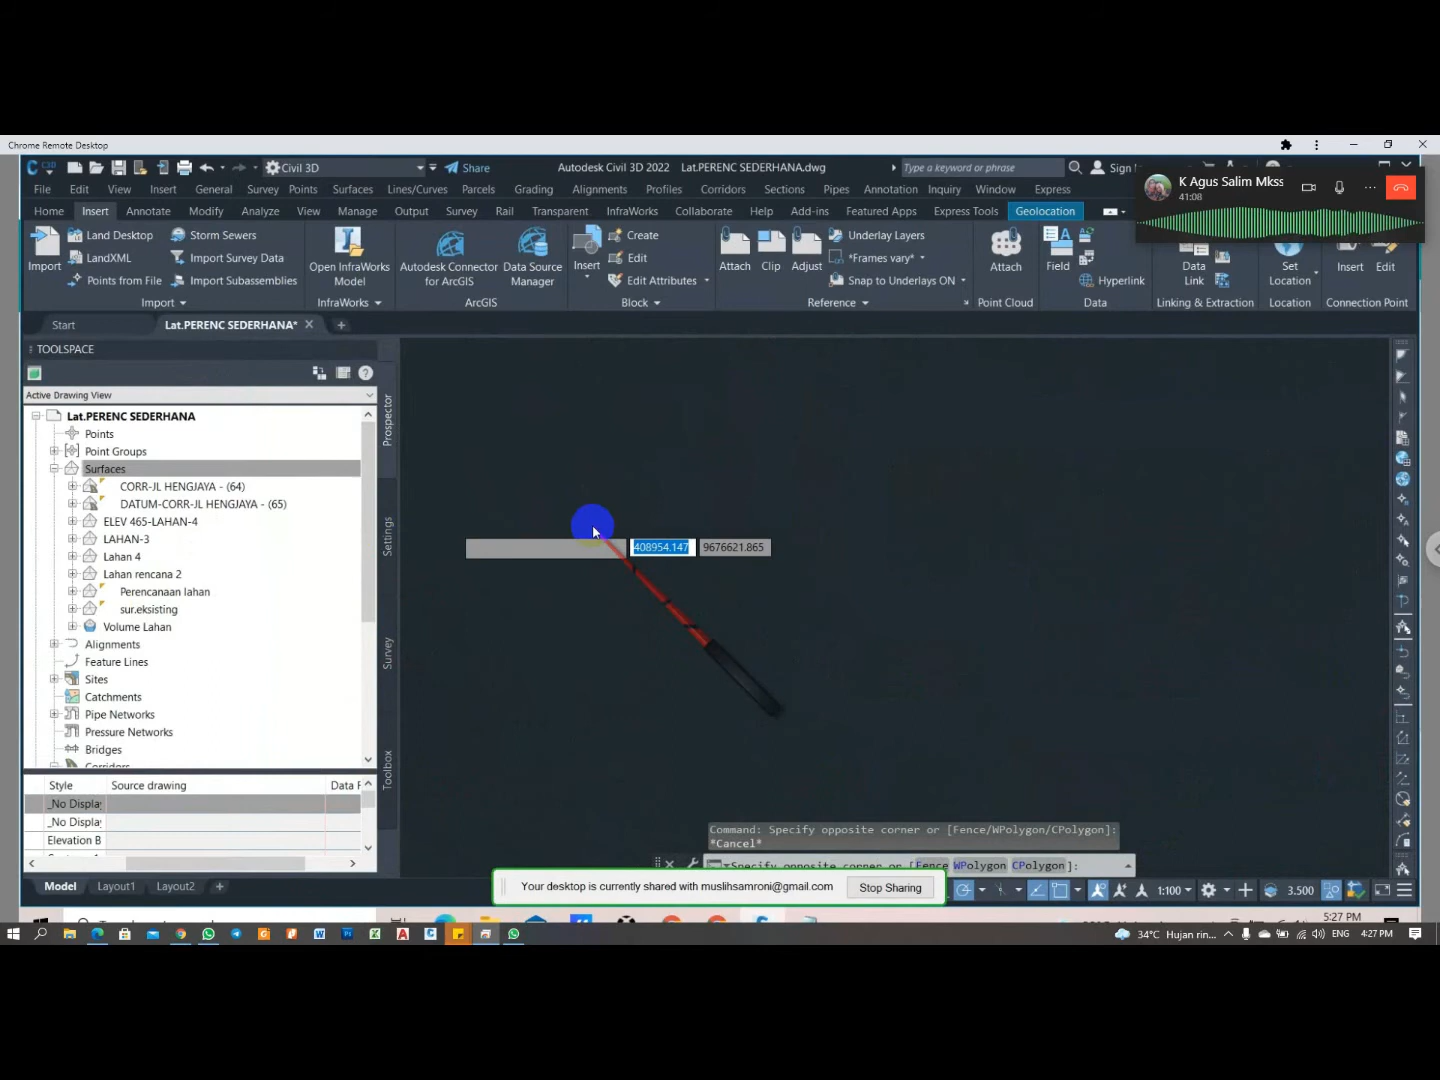 Chrome Remote Desktop
Civil 3D Share Autodesk Civil 3D 2022 Lat.PERENC SEDERHANA.dwg Type a keyword or phrase
File Edit View Insert General Survey Points Surfaces Lines/Curves Parcels Grading Alignments Profiles Corridors Sections Pipes Annotation Inquiry Window Express
K Agus Salim Mkss
41:08
Home Insert Annotate Modify Analyze View Manage Output Survey Rail Transparent InfraWorks Collaborate Help Add-ins Featured Apps Express Tools Geolocation
Land Desktop Storm Sewers Create Underlay Layers
LandXML Import Survey Data Edit *Frames vary*
Points from File Import Subassemblies Edit Attributes Snap to Underlays ON Hyperlink
Import
Open InfraWorks Model
Autodesk Connector for ArcGIS
Data Source Manager
Insert
Attach Clip Adjust
Attach
Field
Data Link
Set Location
Insert Edit
Import InfraWorks ArcGIS Block Reference Point Cloud Data Linking & Extraction Location Connection Point
Start Lat.PERENC SEDERHANA* +
TOOLSPACE
Active Drawing View
Lat.PERENC SEDERHANA
Points
Point Groups
Surfaces
CORR-JL HENGJAYA - (64)
DATUM-CORR-JL HENGJAYA - (65)
ELEV 465-LAHAN-4
LAHAN-3
Lahan 4
Lahan rencana 2
Perencanaan lahan
sur.eksisting
Volume Lahan
Alignments
Feature Lines
Sites
Catchments
Pipe Networks
Pressure Networks
Bridges
Corridors
Prospector
Settings
Survey
Toolbox
408954.147 9676621.865
Style Source drawing Data F
_No Display
_No Display
Elevation B
Command: Specify opposite corner or [Fence/WPolygon/CPolygon]:
*Cancel*
Specify opposite corner or [Fence WPolygon CPolygon]:
Model Layout1 Layout2 +
1:100 3.500
Your desktop is currently shared with muslihsamroni@gmail.com Stop Sharing
5:27 PM
34°C Hujan rin... ENG 4:27 PM